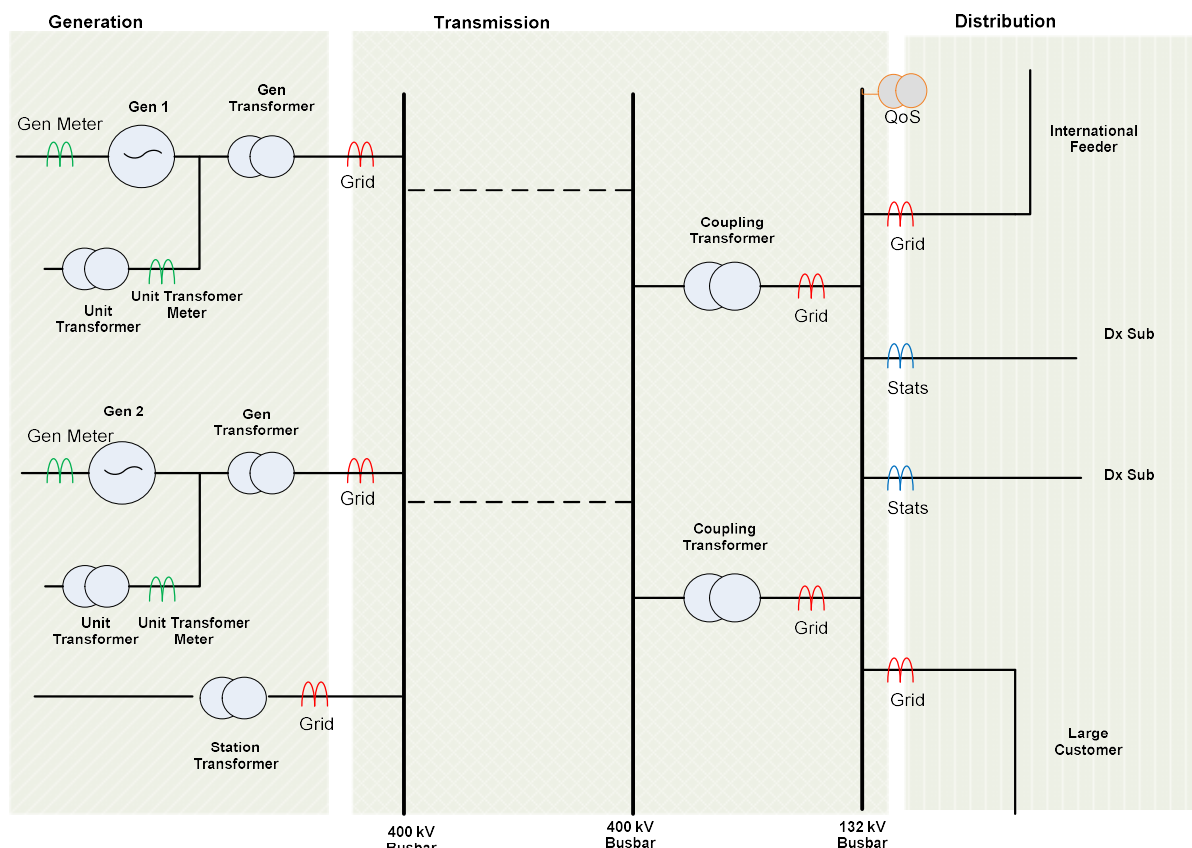 Generation
Transmission
Distribution
Gen
Transformer
Gen 1
Gen Meter
Grid
Unit Transfomer
Meter
Unit
Transformer
Gen 2
Gen Meter
Gen
Transformer
Grid
Unit
Transformer
Unit Transfomer
Meter
Grid
Station
Transformer
Coupling
Transformer
Grid
Coupling
Transformer
Grid
QoS
International
Feeder
Grid
Dx Sub
Stats
Dx Sub
Stats
Grid
Large
Customer
400 kV
Busbar
400 kV
Busbar
132 kV
Busbar